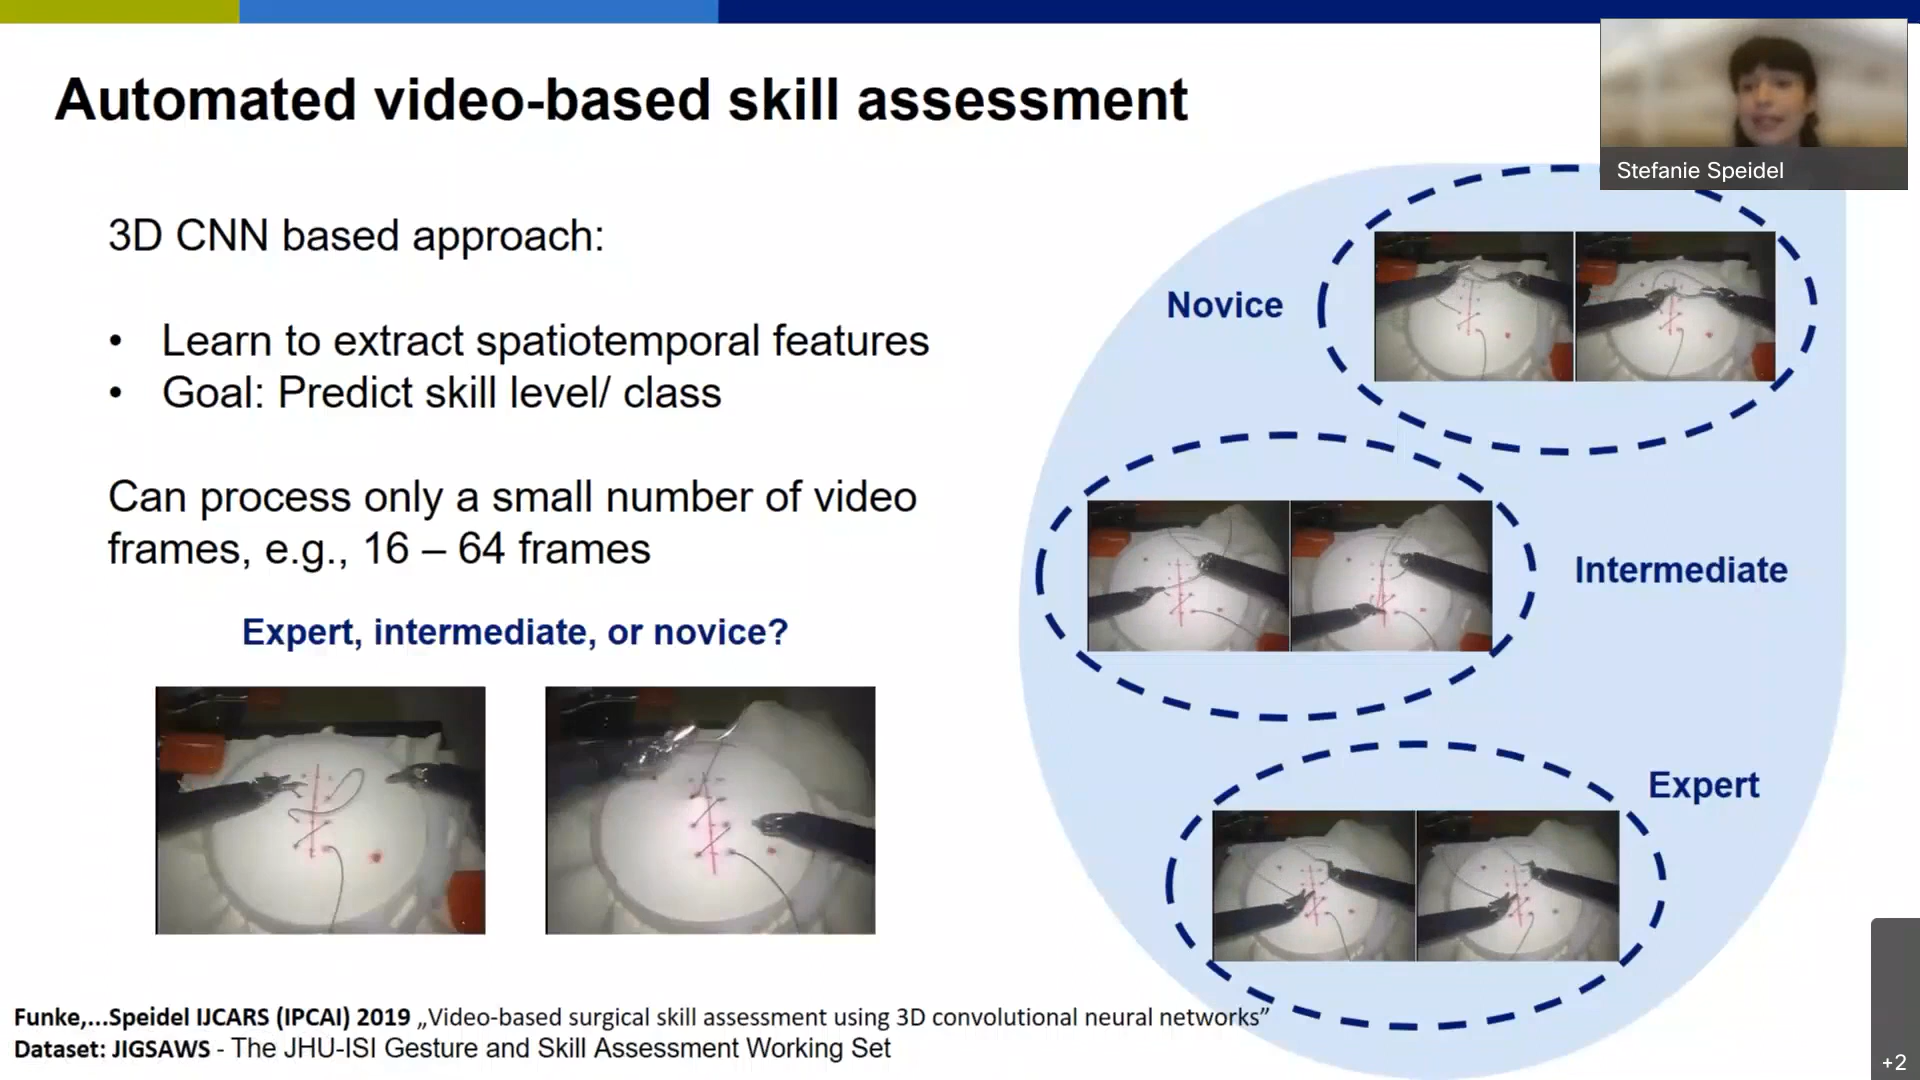 Automated video-based skill assessment
Stefanie Speidel
3D CNN based approach:
• Learn to extract spatiotemporal features
• Goal: Predict skill level/ class
Can process only a small number of video
frames, e.g., 16 – 64 frames
Expert, intermediate, or novice?
Novice
Intermediate
Expert
Funke,...Speidel IJCARS (IPCAI) 2019 „Video-based surgical skill assessment using 3D convolutional neural networks”
Dataset: JIGSAWS - The JHU-ISI Gesture and Skill Assessment Working Set
+2